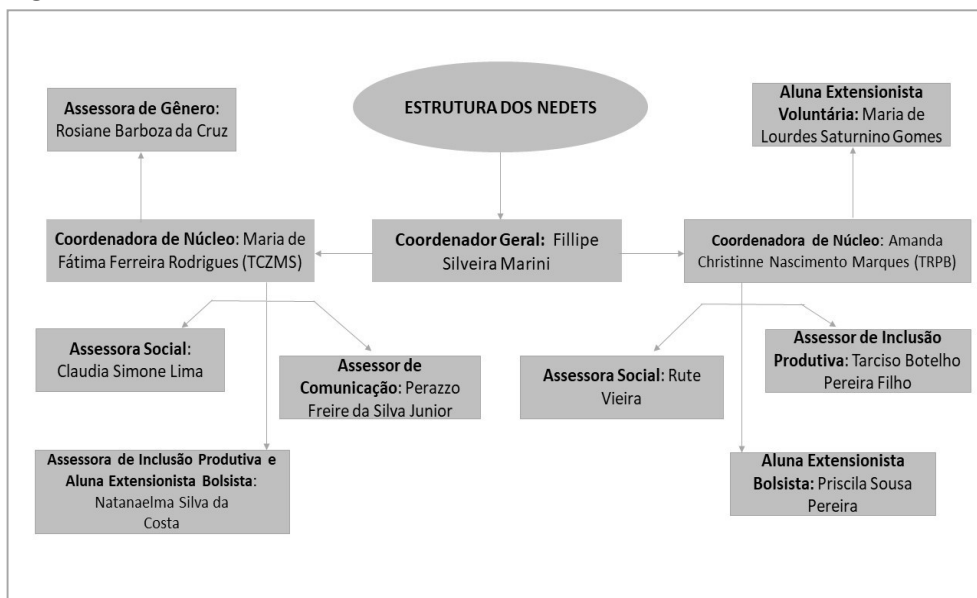 ESTRUTURA DOS NEDETS
Assessora de Gênero:
Rosiane Barboza da Cruz
Aluna Extensionista
Voluntária: Maria de
Lourdes Saturnino Gomes
Coordenadora de Núcleo: Maria de
Fátima Ferreira Rodrigues (TCZMS)
Coordenador Geral: Fillipe
Silveira Marini
Coordenadora de Núcleo: Amanda
Christinne Nascimento Marques (TRPB)
Assessora Social:
Claudia Simone Lima
Assessor de
Comunicação: Perazzo
Freire da Silva Junior
Assessora Social: Rute
Vieira
Assessor de Inclusão
Produtiva: Tarciso Botelho
Pereira Filho
Assessora de Inclusão Produtiva e
Aluna Extensionista Bolsista:
Natanaelma Silva da
Costa
Aluna Extensionista
Bolsista: Priscila Sousa
Pereira